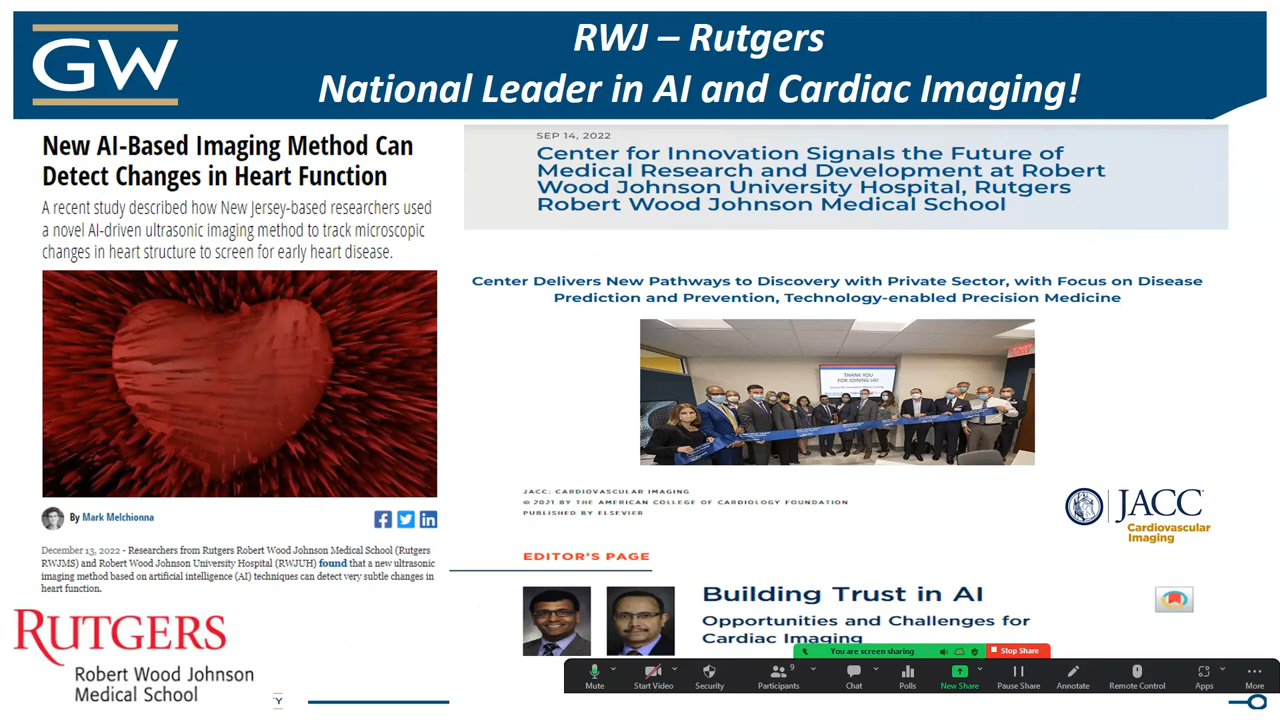 GW
RWJ – Rutgers
National Leader in AI and Cardiac Imaging!
New AI-Based Imaging Method Can
Detect Changes in Heart Function
A recent study described how New Jersey-based researchers used
a novel AI-driven ultrasonic imaging method to track microscopic
changes in heart structure to screen for early heart disease.
By Mark Melchionna
December 13, 2022 - Researchers from Rutgers Robert Wood Johnson Medical School (Rutgers
RWJMS) and Robert Wood Johnson University Hospital (RWJUH) found that a new ultrasonic
imaging method based on artificial intelligence (AI) techniques can detect very subtle changes in
heart function.
RUTGERS
Robert Wood Johnson
Medical School
SEP 14, 2022
Center for Innovation Signals the Future of
Medical Research and Development at Robert
Wood Johnson University Hospital, Rutgers
Robert Wood Johnson Medical School
Center Delivers New Pathways to Discovery with Private Sector, with Focus on Disease
Prediction and Prevention, Technology-enabled Precision Medicine
THANK YOU
FOR JOINING US!
JACC: CARDIOVASCULAR IMAGING
© 2021 BY THE AMERICAN COLLEGE OF CARDIOLOGY FOUNDATION
PUBLISHED BY ELSEVIER
JACC
Cardiovascular
Imaging
EDITOR'S PAGE
Building Trust in AI
Opportunities and Challenges for
Cardiac Imaging
You are screen sharing
Stop Share
9
Mute
Start Video
Security
Participants
Chat
Polls
New Share
Pause Share
Annotate
Remote Control
Apps
More